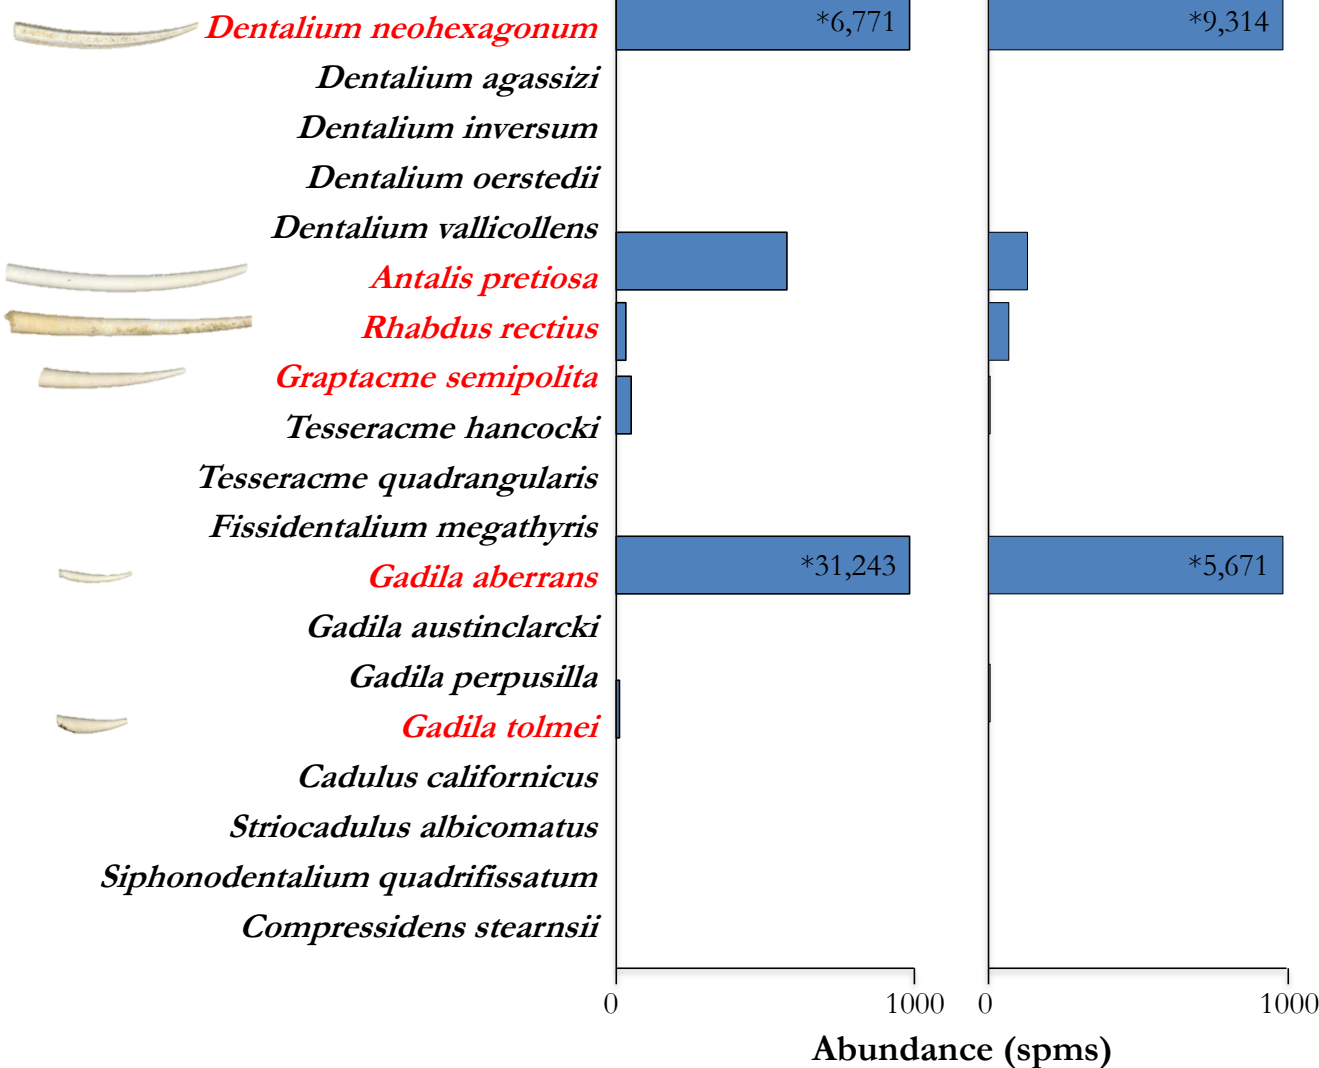 Dentalium neohexagonum *6,771 *9,314
Dentalium agassizi
Dentalium inversum
Dentalium oerstedii
Dentalium vallicollens
Antalis pretiosa
Rhabdus rectius
Graptacme semipolita
Tesseracme hancocki
Tesseracme quadrangularis
Fissidentalium megathyris
Gadila aberrans *31,243 *5,671
Gadila austinclarcki
Gadila perpusilla
Gadila tolmei
Cadulus californicus
Striocadulus albicomatus
Siphonodentalium quadrifissatum
Compressidens stearnsii
0 1000 0 1000
Abundance (spms)